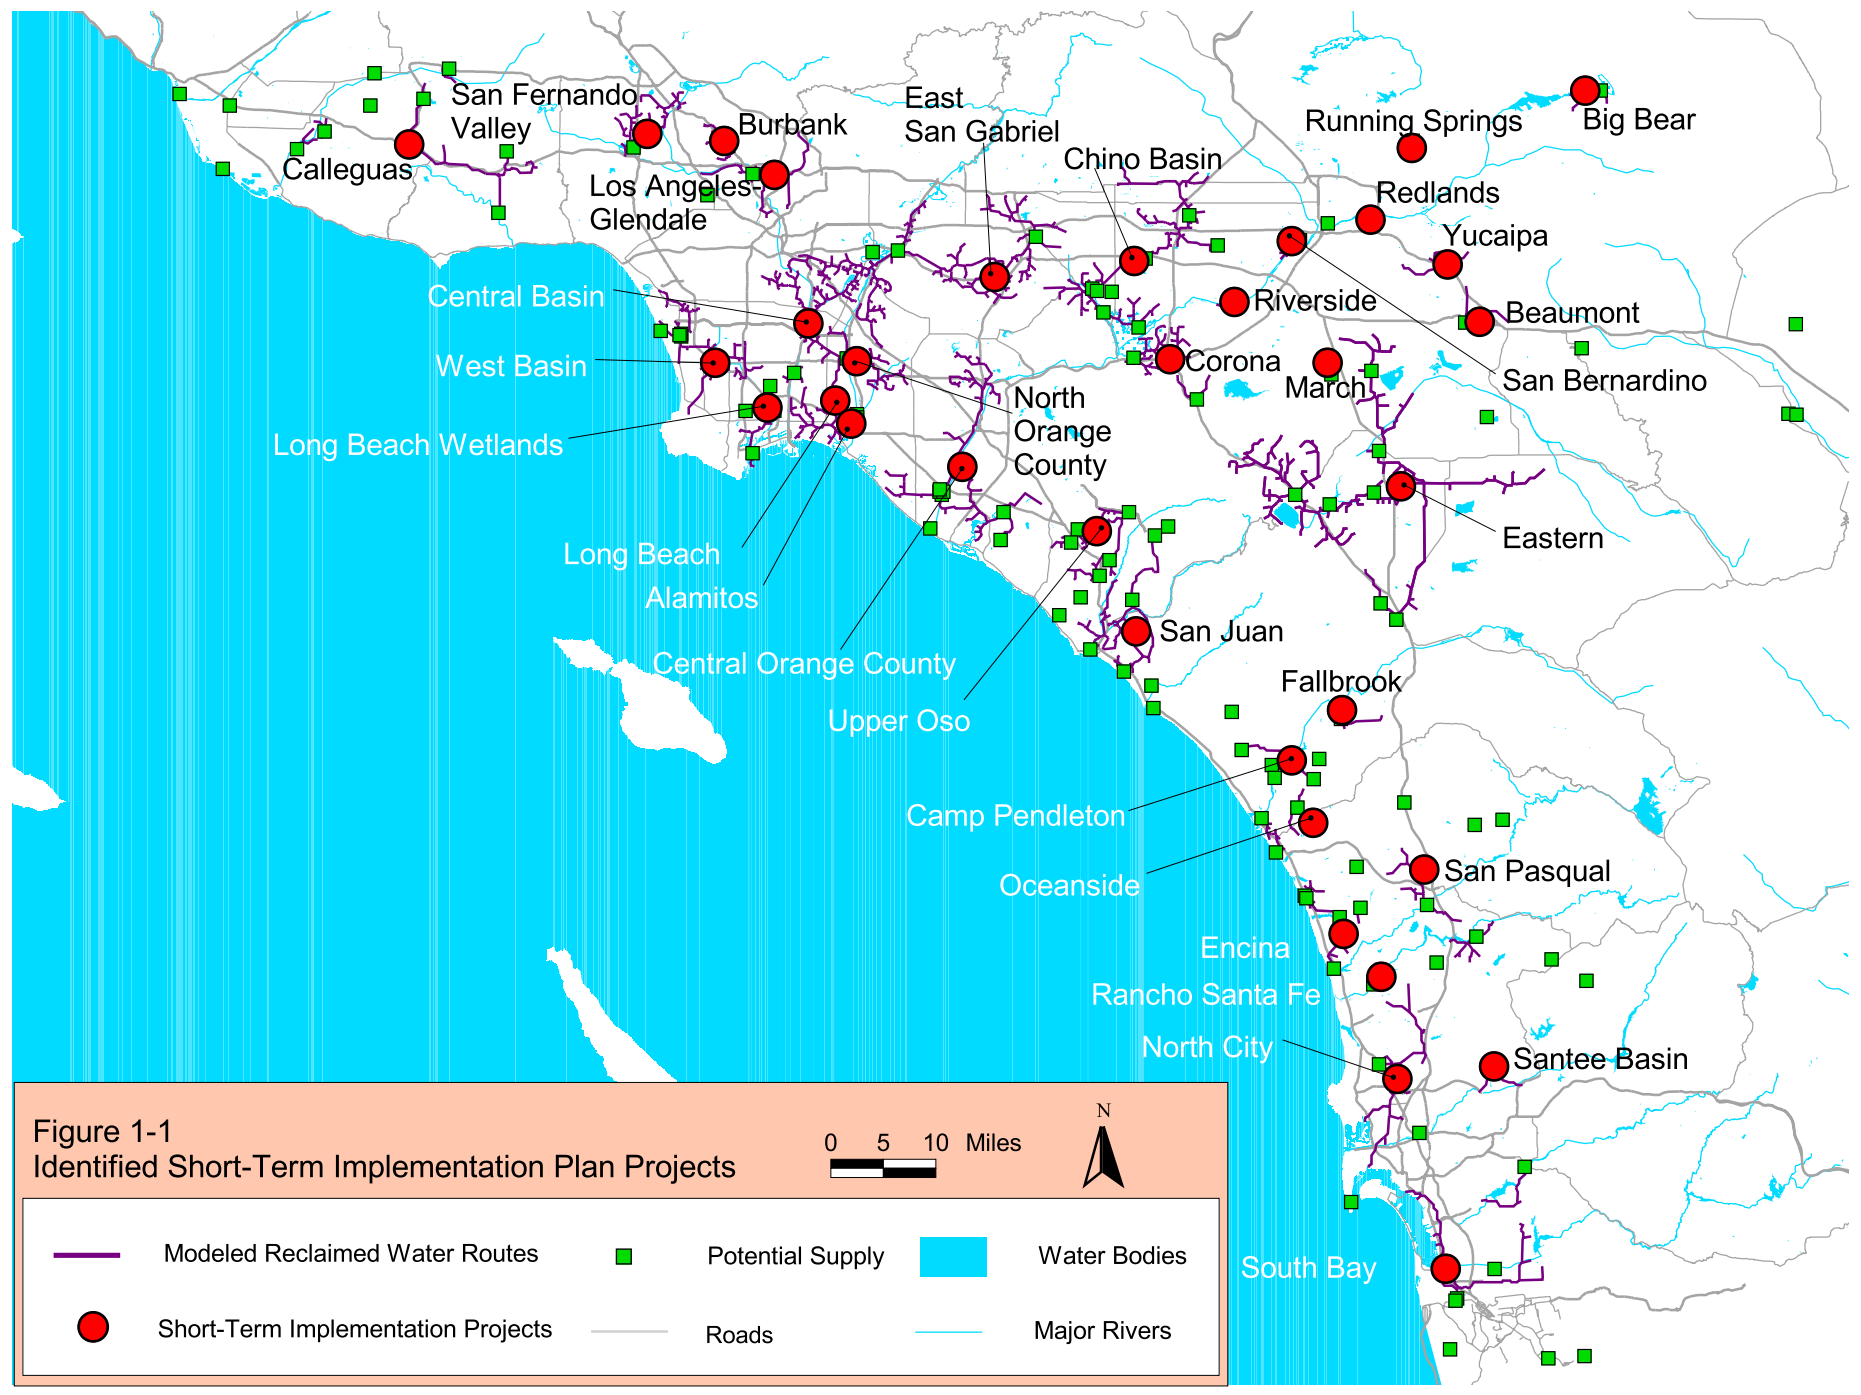 San Fernando
Valley
Burbank
East
San Gabriel
Running Springs
Big Bear
Calleguas
Los Angeles-
Glendale
Chino Basin
Redlands
Yucaipa
Central Basin
Riverside
Beaumont
West Basin
Corona
March
San Bernardino
North
Orange
County
Long Beach Wetlands
Eastern
Long Beach
Alamitos
San Juan
Central Orange County
Fallbrook
Upper Oso
Camp Pendleton
Oceanside
San Pasqual
Encina
Rancho Santa Fe
North City
Santee Basin
South Bay
Figure 1-1
Identified Short-Term Implementation Plan Projects
0 5 10 Miles
N
Modeled Reclaimed Water Routes
Potential Supply
Water Bodies
Short-Term Implementation Projects
Roads
Major Rivers